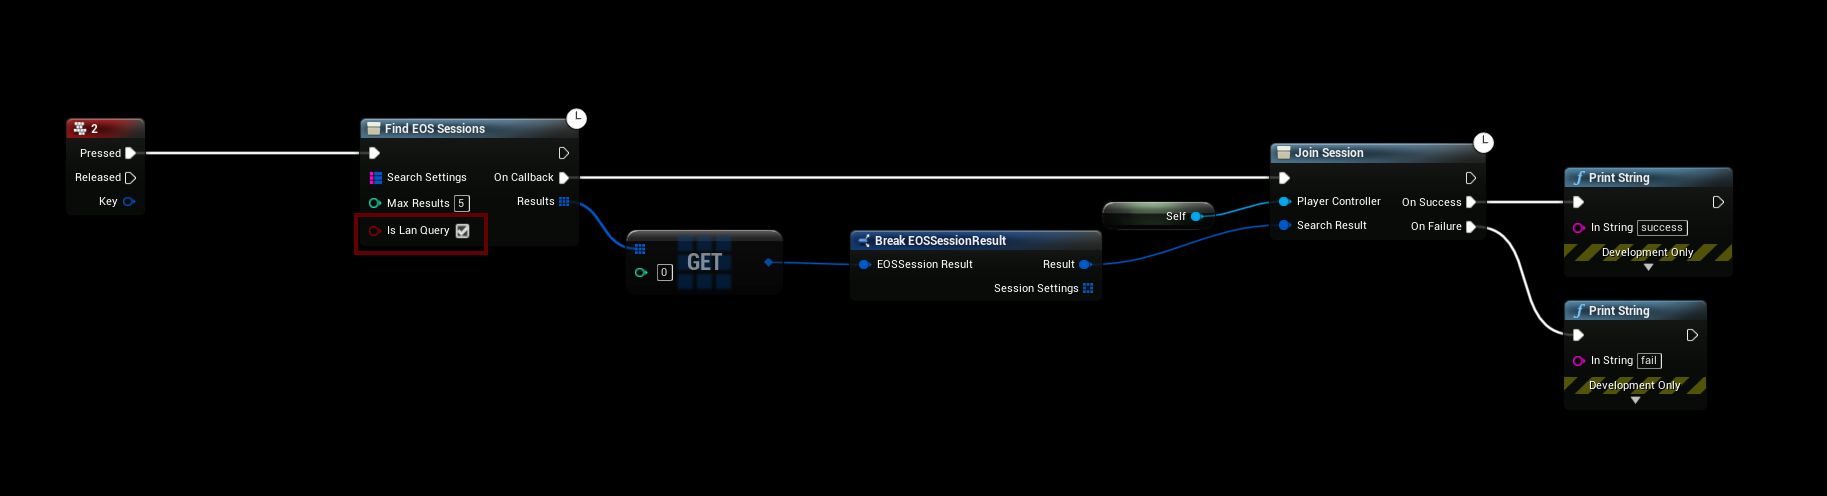 2
Pressed
Released
Key
Find EOS Sessions
Search Settings
On Callback
Max Results 5
Results
Is Lan Query
0
GET
Break EOSSessionResult
EOSSession Result
Result
Session Settings
Self
Join Session
Player Controller
On Success
Search Result
On Failure
Print String
In String success
Development Only
Print String
In String fail
Development Only